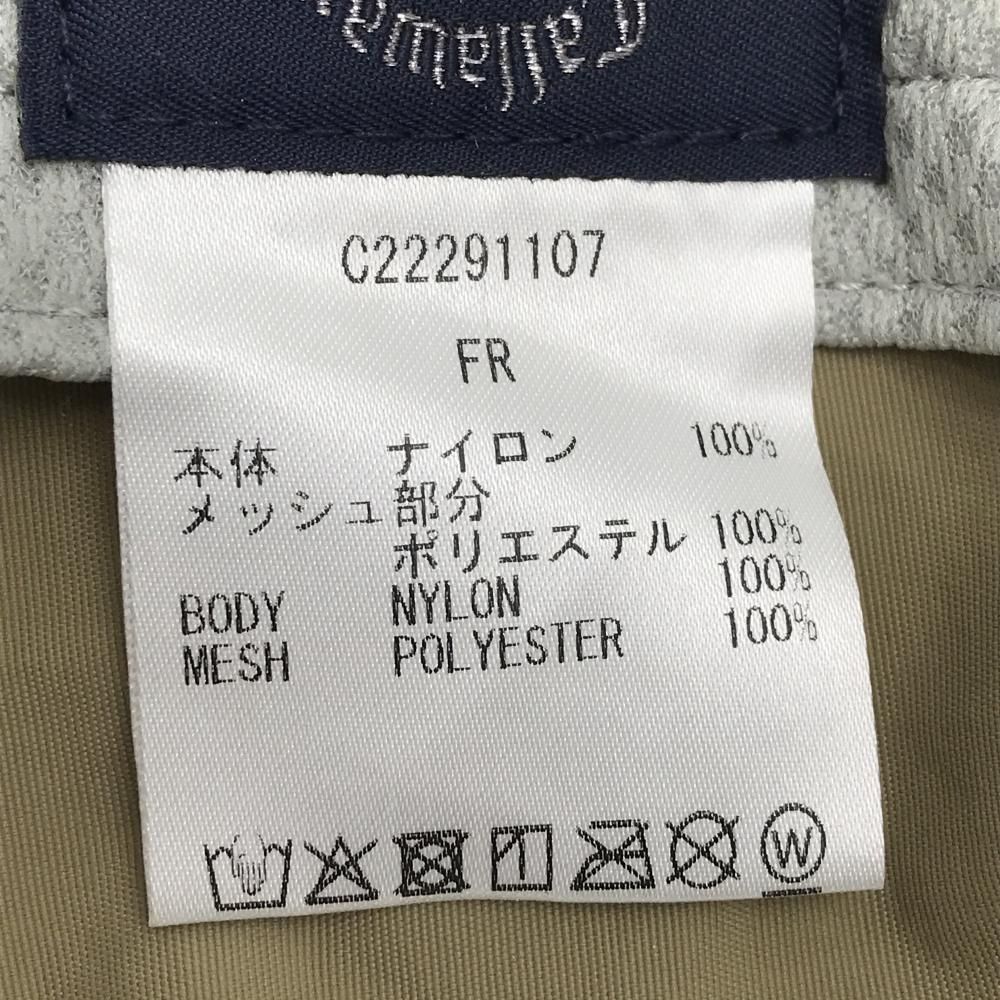 Callaway
C22291107
FR
本体 ナイロン 100%
メッシュ部分
ポリエステル 100%
BODY NYLON 100%
MESH POLYESTER 100%
W